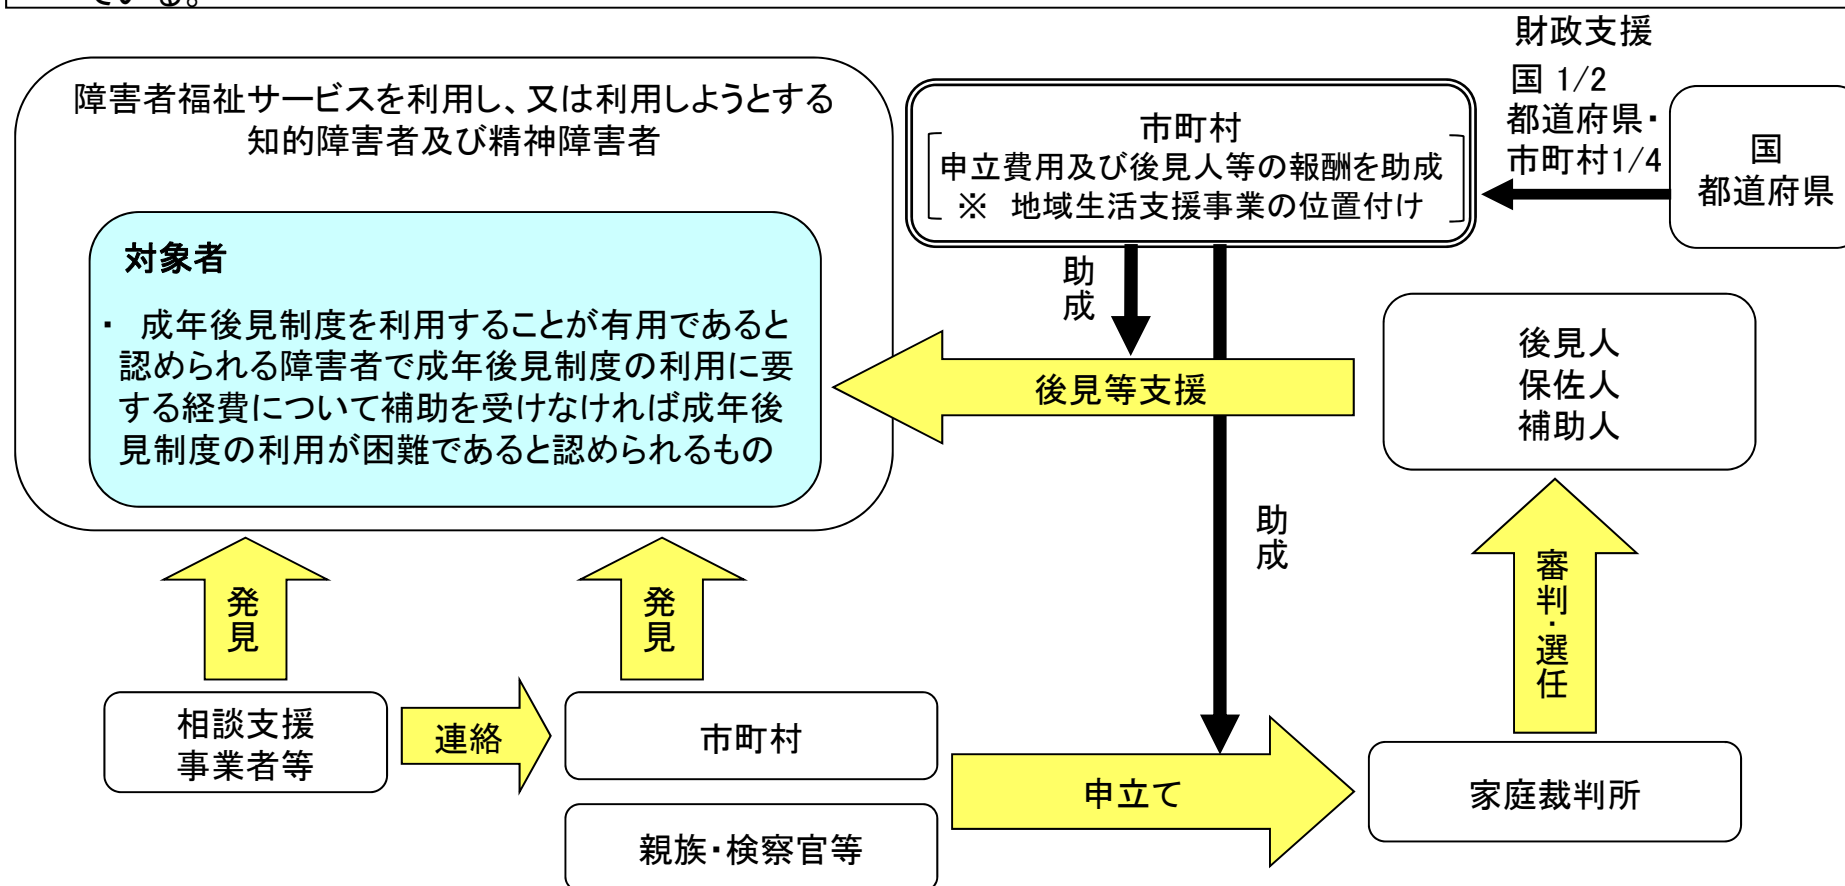 ている。
財政支援
国 1/2
都道府県・
市町村1/4
障害者福祉サービスを利用し、又は利用しようとする
知的障害者及び精神障害者
市町村
申立費用及び後見人等の報酬を助成
※ 地域生活支援事業の位置付け
国
都道府県
対象者
・ 成年後見制度を利用することが有用であると
認められる障害者で成年後見制度の利用に要
する経費について補助を受けなければ成年後
見制度の利用が困難であると認められるもの
助成
後見等支援
後見人
保佐人
補助人
助成
発見
発見
審判・選任
相談支援
事業者等
連絡
市町村
申立て
家庭裁判所
親族・検察官等